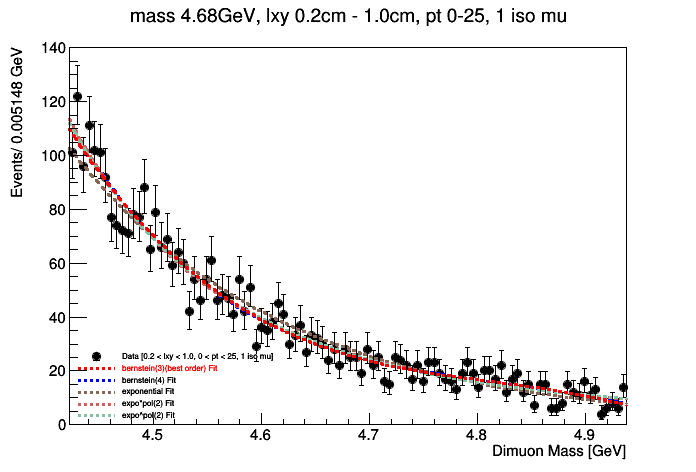 mass 4.68GeV, lxy 0.2cm - 1.0cm, pt 0-25, 1 iso mu
Events/ 0.005148 GeV
140
120
100
80
60
40
20
0
Data [0.2 < lxy < 1.0, 0 < pt < 25, 1 iso mu]
bernstein(3)(best order) Fit
bernstein(4) Fit
exponential Fit
expo*pol(2) Fit
expo*pol(2) Fit
4.5 4.6 4.7 4.8 4.9
Dimuon Mass [GeV]